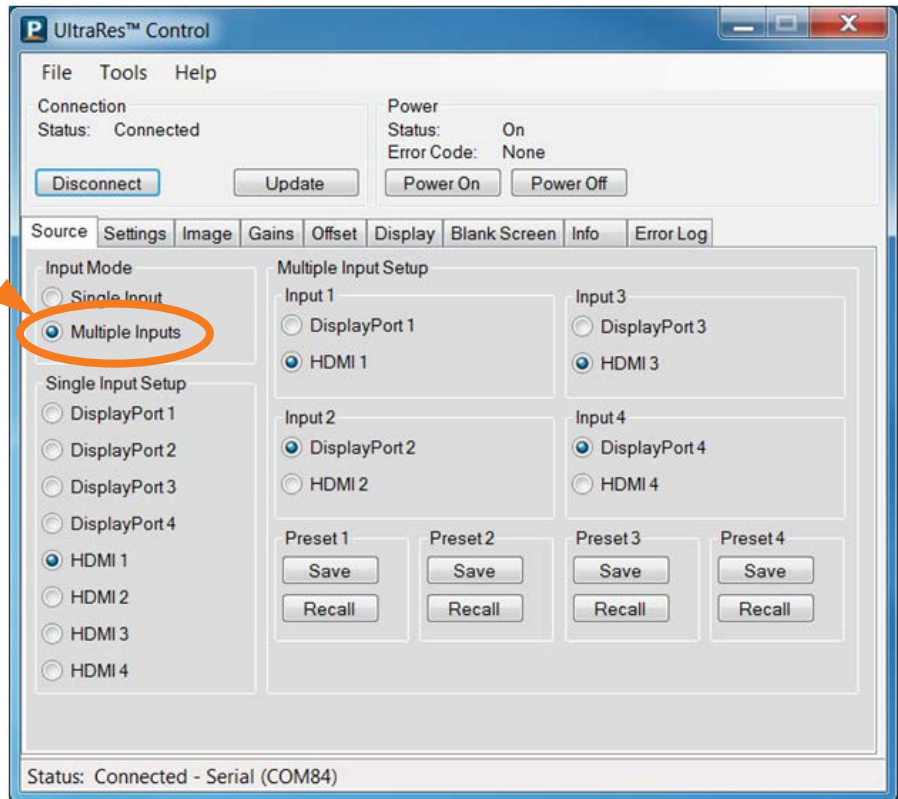 UltraRes™ Control
File Tools Help
Connection
Status: Connected
Disconnect Update
Power
Status: On
Error Code: None
Power On Power Off
Source Settings Image Gains Offset Display Blank Screen Info Error Log
Input Mode
Single Input
Multiple Inputs
Single Input Setup
DisplayPort 1
DisplayPort 2
DisplayPort 3
DisplayPort 4
HDMI 1
HDMI 2
HDMI 3
HDMI 4
Multiple Input Setup
Input 1
DisplayPort 1
HDMI 1
Input 3
DisplayPort 3
HDMI 3
Input 2
DisplayPort 2
HDMI 2
Input 4
DisplayPort 4
HDMI 4
Preset 1
Save
Recall
Preset 2
Save
Recall
Preset 3
Save
Recall
Preset 4
Save
Recall
Status: Connected - Serial (COM84)